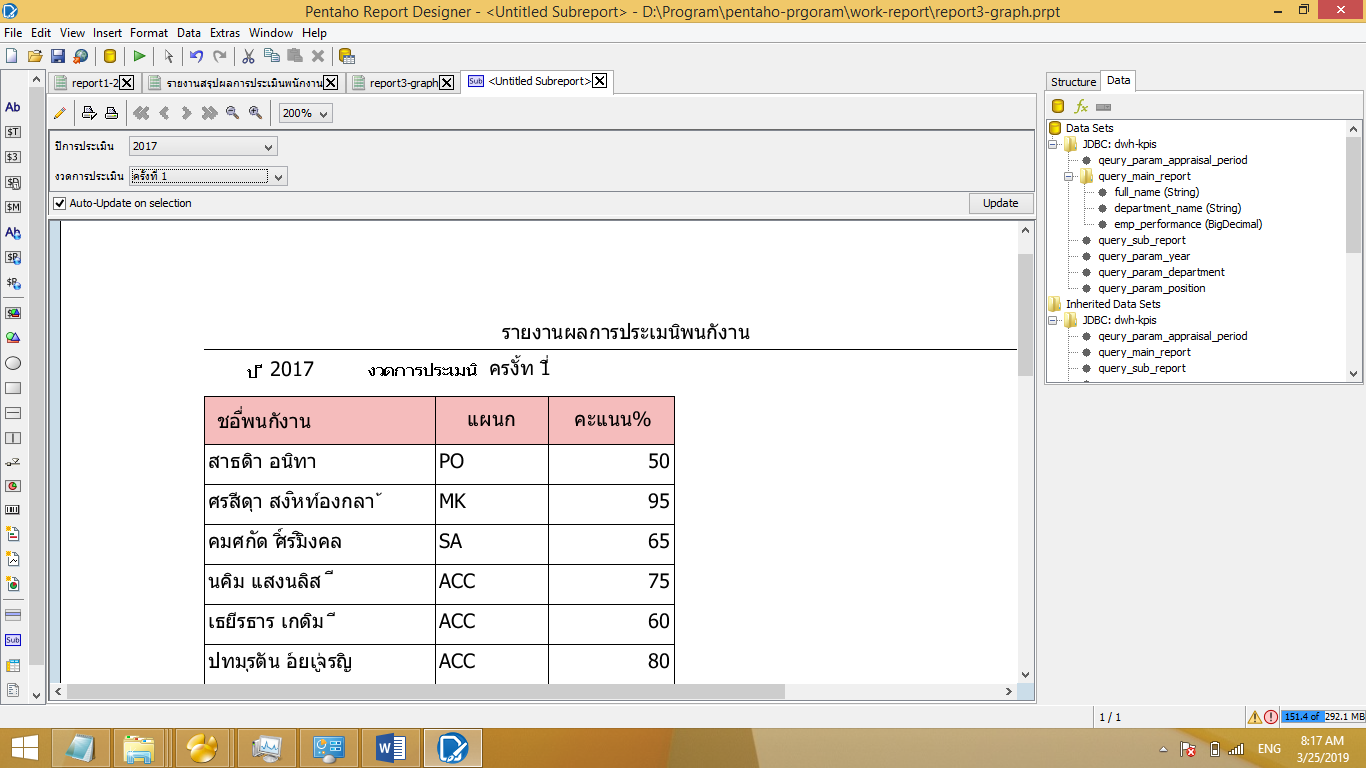 Pentaho Report Designer - <Untitled Subreport> - D:\Program\pentaho-prgoram\work-report\report3-graph.prpt
File Edit View Insert Format Data Extras Window Help
report1-2 รายงานสรุปผลการประเมินพนักงาน report3-graph Sub <Untitled Subreport>
Structure Data
200%
ปีการประเมิน 2017
งวดการประเมิน ครั้งที่ 1
Auto-Update on selection Update
รายงานผลการประเมนิพนกังาน
ป ี 2017 งวดการประเมนิ ครงั้ท 1ี่
ชอื่พนกังาน แผนก คะแนน%
สาธดิา อนิทา PO 50
ศรสีดุา สงิหท์องกลา ้ MK 95
คมศกัด ศิ์รมิงิคล SA 65
นคิม แสงนลิส ี ACC 75
เธยีรธาร เกดิม ี ACC 60
ปทมุรตัน อ์ยเู่จรญิ ACC 80
Data Sets
JDBC: dwh-kpis
qeury_param_appraisal_period
query_main_report
full_name (String)
department_name (String)
emp_performance (BigDecimal)
query_sub_report
query_param_year
query_param_department
query_param_position
Inherited Data Sets
JDBC: dwh-kpis
qeury_param_appraisal_period
query_main_report
query_sub_report
Ab
$T
$3
$M
Ab
$P
Sub
1 / 1 151.4 of 292.1 MB
ENG 8:17 AM
3/25/2019